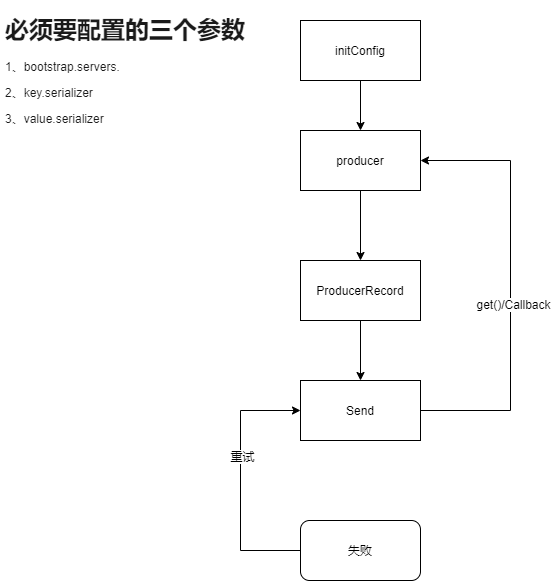 必须要配置的三个参数
1、bootstrap.servers.
2、key.serializer
3、value.serializer
initConfig
producer
ProducerRecord
get()/Callback
Send
重试
失败